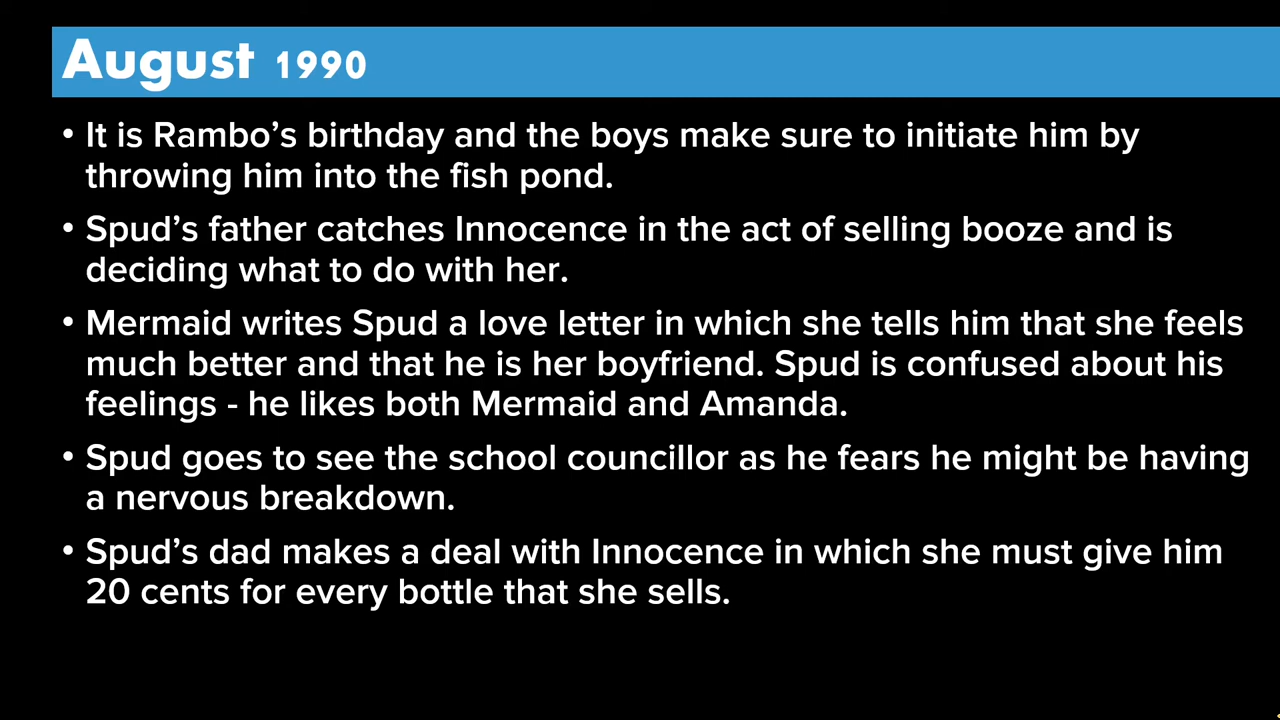 August 1990
• It is Rambo’s birthday and the boys make sure to initiate him by
throwing him into the fish pond.
• Spud’s father catches Innocence in the act of selling booze and is
deciding what to do with her.
• Mermaid writes Spud a love letter in which she tells him that she feels
much better and that he is her boyfriend. Spud is confused about his
feelings - he likes both Mermaid and Amanda.
• Spud goes to see the school councillor as he fears he might be having
a nervous breakdown.
• Spud’s dad makes a deal with Innocence in which she must give him
20 cents for every bottle that she sells.